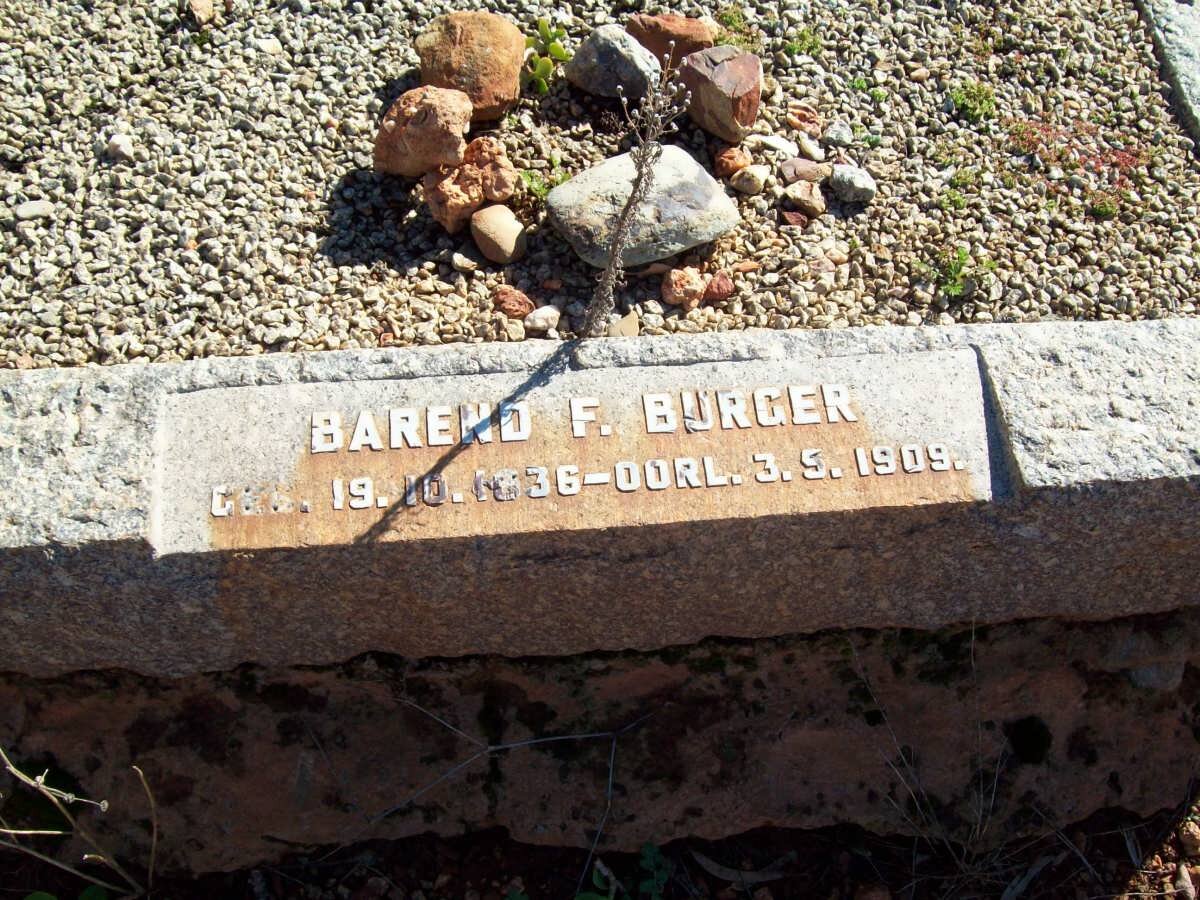 BAREND F. BURGER
GEB. 19. 10. 1836–OORL. 3. 5. 1909.